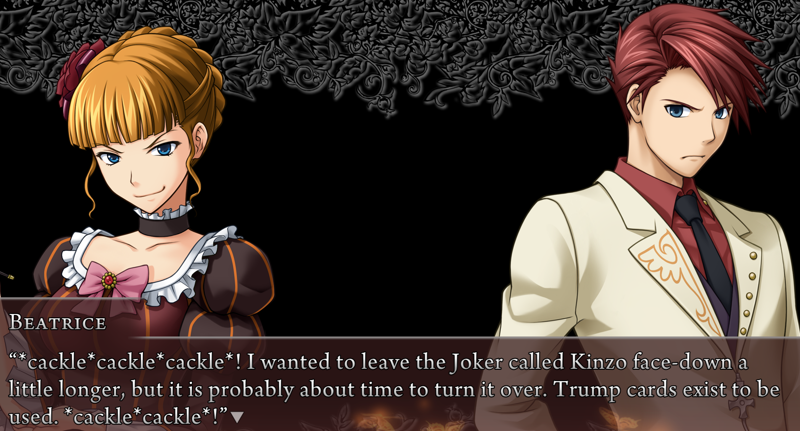 Beatrice
“*cackle*cackle*cackle*! I wanted to leave the Joker called Kinzo face-down a
little longer, but it is probably about time to turn it over. Trump cards exist to be
used. *cackle*cackle*!”